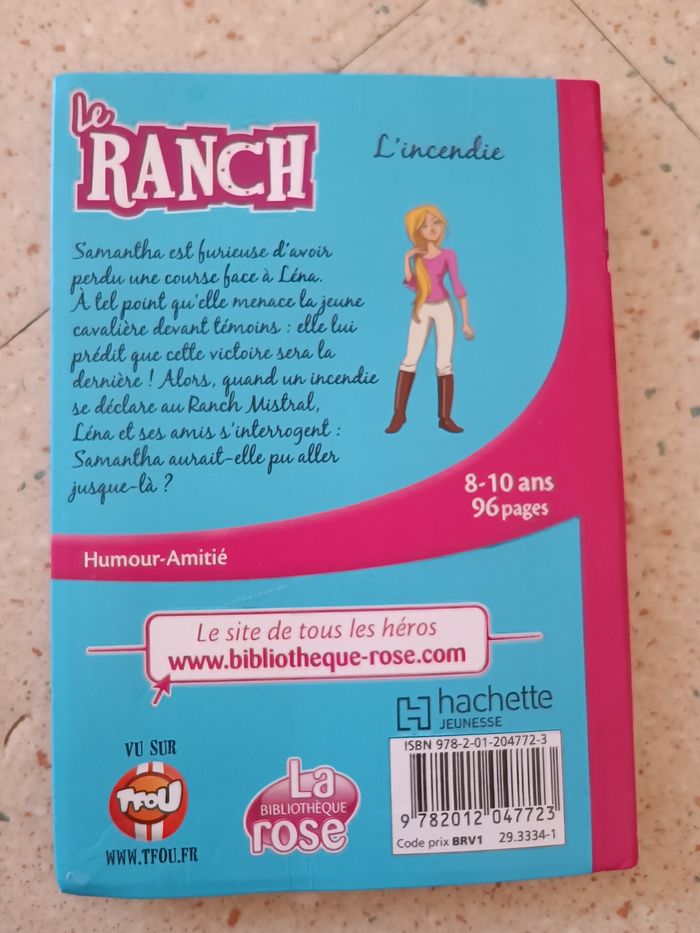 Le
RANCH
L'incendie
Samantha est furieuse d'avoir
perdu une course face à Léna.
À tel point qu'elle menace la jeune
cavalière devant témoins : elle lui
prédit que cette victoire sera la
dernière ! Alors, quand un incendie
se déclare au Ranch Mistral,
Léna et ses amis s'interrogent :
Samantha aurait-elle pu aller
jusque-là ?
8-10 ans
96 pages
Humour-Amitié
Le site de tous les héros
www.bibliotheque-rose.com
hachette
JEUNESSE
VU SUR
TFOU
WWW.TFOU.FR
La
BIBLIOTHÈQUE
rose
ISBN 978-2-01-204772-3
9 782012 047723
Code prix BRV1 29.3334-1